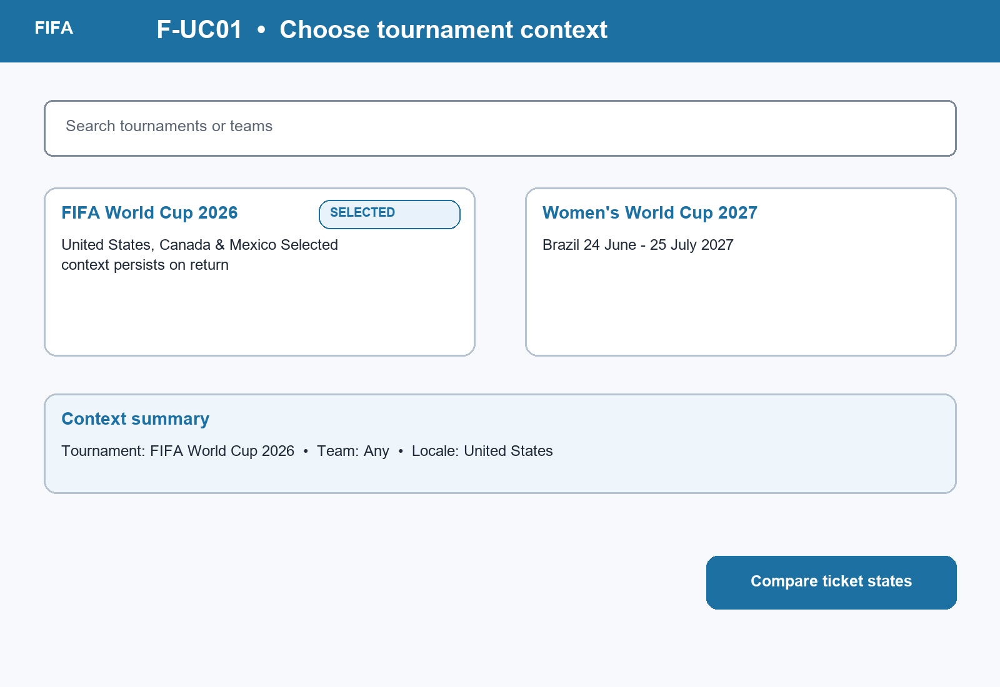 FIFA
F-UC01 • Choose tournament context
Search tournaments or teams
FIFA World Cup 2026
SELECTED
United States, Canada & Mexico Selected
context persists on return
Women's World Cup 2027
Brazil 24 June - 25 July 2027
Context summary
Tournament: FIFA World Cup 2026 • Team: Any • Locale: United States
Compare ticket states